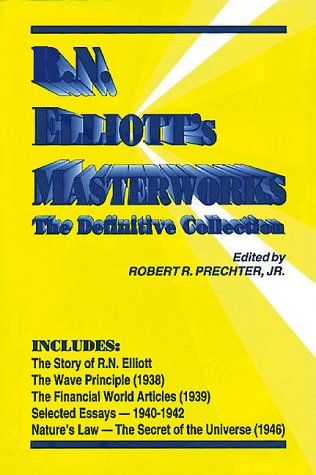 R.N.
ELLIOTT's
MASTERWORKS
The Definitive Collection
Edited by
ROBERT R. PRECHTER, JR.
INCLUDES:
The Story of R.N. Elliott
The Wave Principle (1938)
The Financial World Articles (1939)
Selected Essays — 1940-1942
Nature's Law — The Secret of the Universe (1946)